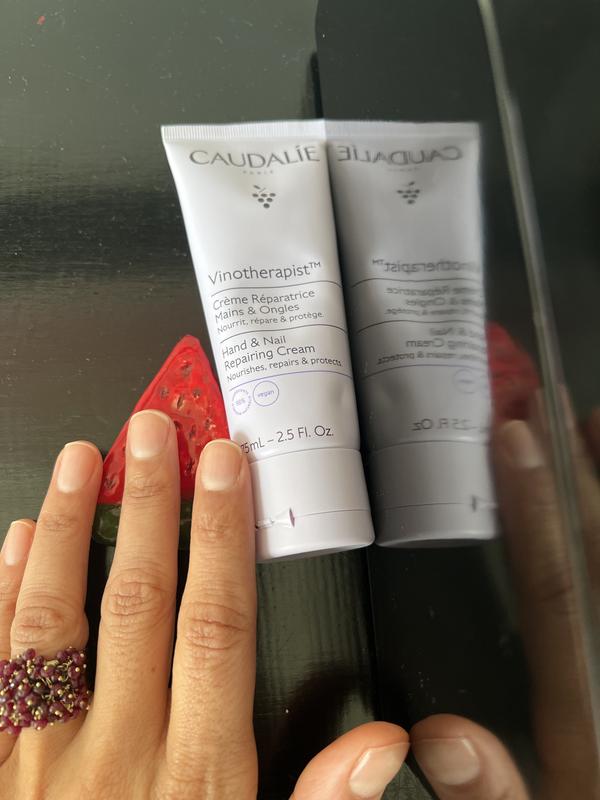 CAUDALÍE
PARIS
Vinotherapist™
Crème Réparatrice
Mains & Ongles
Nourrit, répare & protège.
Hand & Nail
Repairing Cream
Nourishes, repairs & protects.
vegan
75mL – 2.5 Fl. Oz.